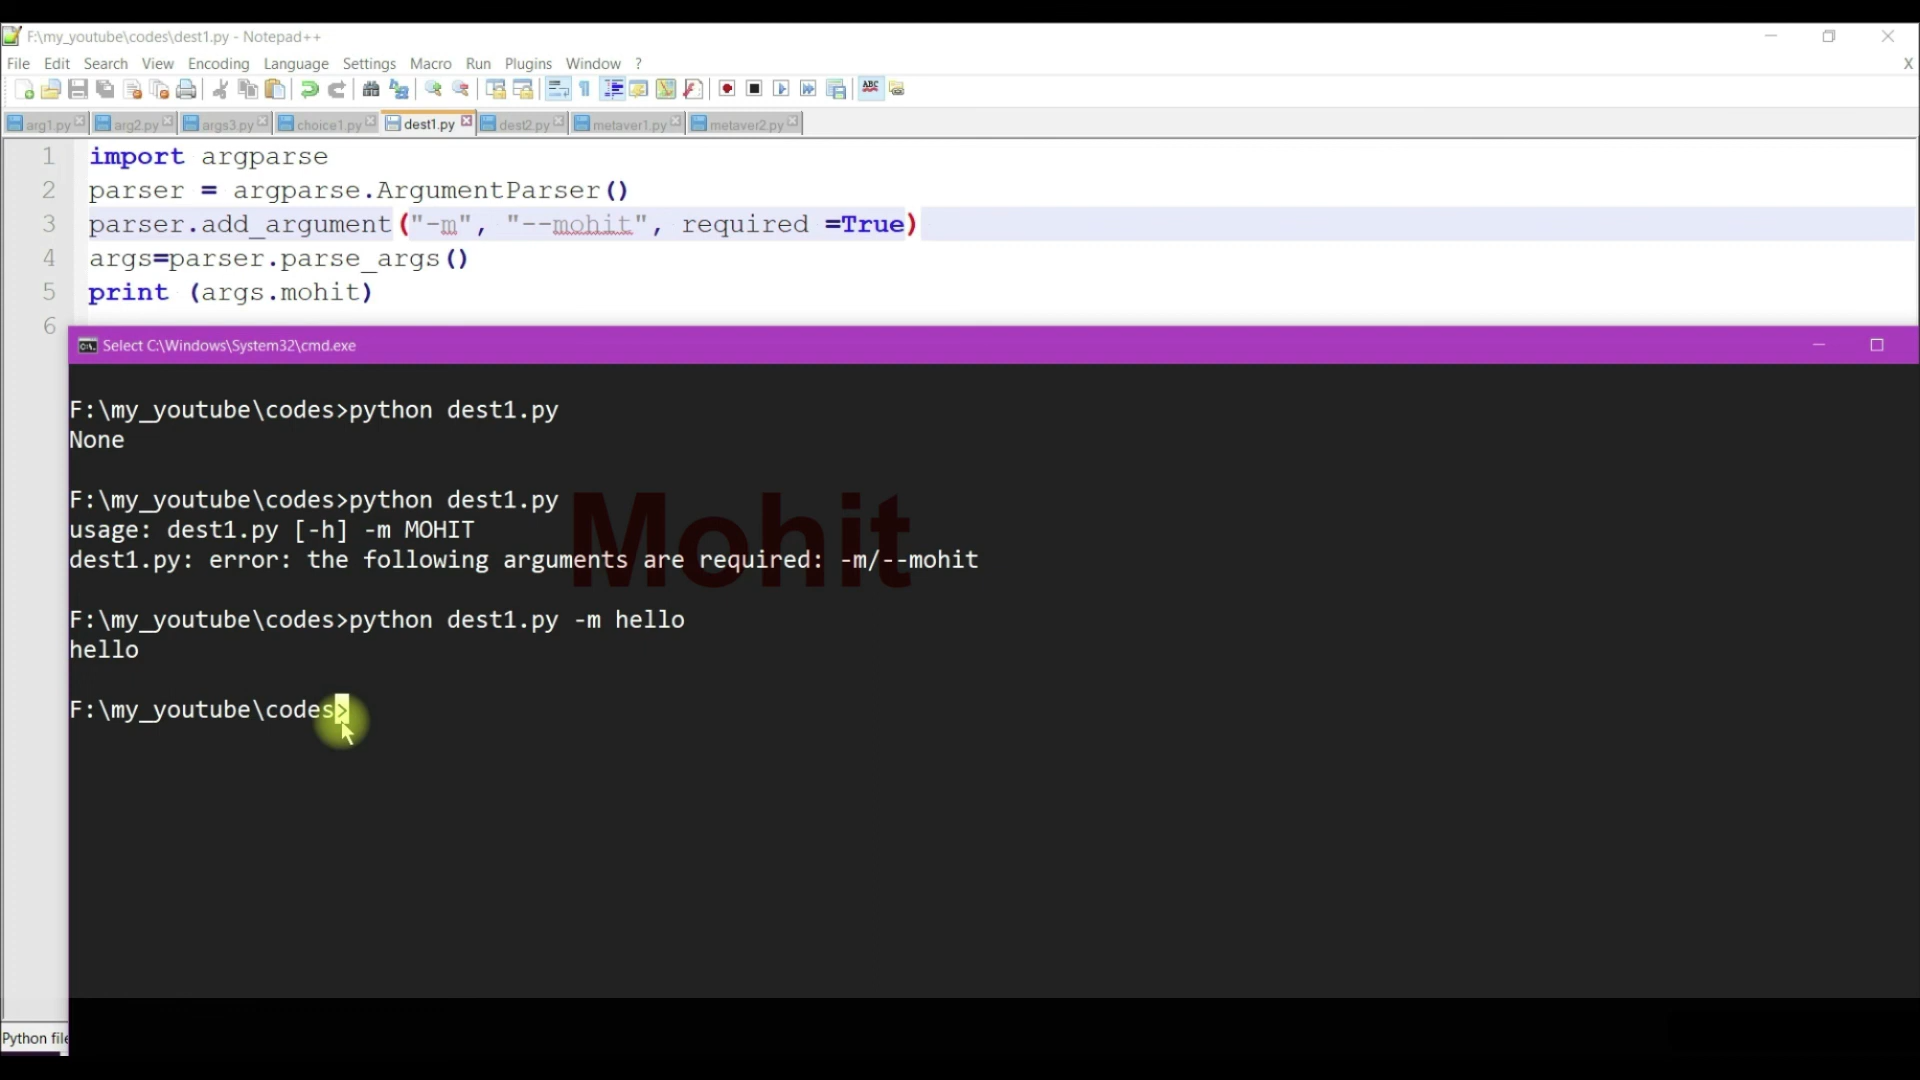 F:\my_youtube\codes\dest1.py - Notepad++
File Edit Search View Encoding Language Settings Macro Run Plugins Window ? X
arg1.py arg2.py args3.py choice1.py dest1.py dest2.py metaver1.py metaver2.py
1 import argparse
2 parser = argparse.ArgumentParser()
3 parser.add_argument("-m", "--mohit", required =True)
4 args=parser.parse_args()
5 print (args.mohit)
6
Select C:\Windows\System32\cmd.exe
F:\my_youtube\codes>python dest1.py
None
F:\my_youtube\codes>python dest1.py
usage: dest1.py [-h] -m MOHIT
dest1.py: error: the following arguments are required: -m/--mohit
Mohit
F:\my_youtube\codes>python dest1.py -m hello
hello
F:\my_youtube\codes>
Python file